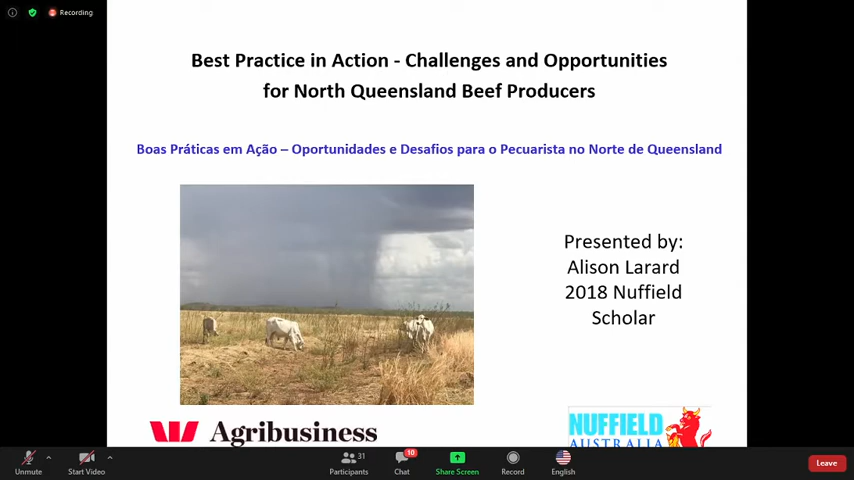 Recording
Best Practice in Action - Challenges and Opportunities
for North Queensland Beef Producers
Boas Práticas em Ação – Oportunidades e Desafios para o Pecuarista no Norte de Queensland
Presented by:
Alison Larard
2018 Nuffield
Scholar
Agribusiness
NUFFIELD
AUSTRALIA
31
10
Unmute
Start Video
Participants
Chat
Share Screen
Record
English
Leave